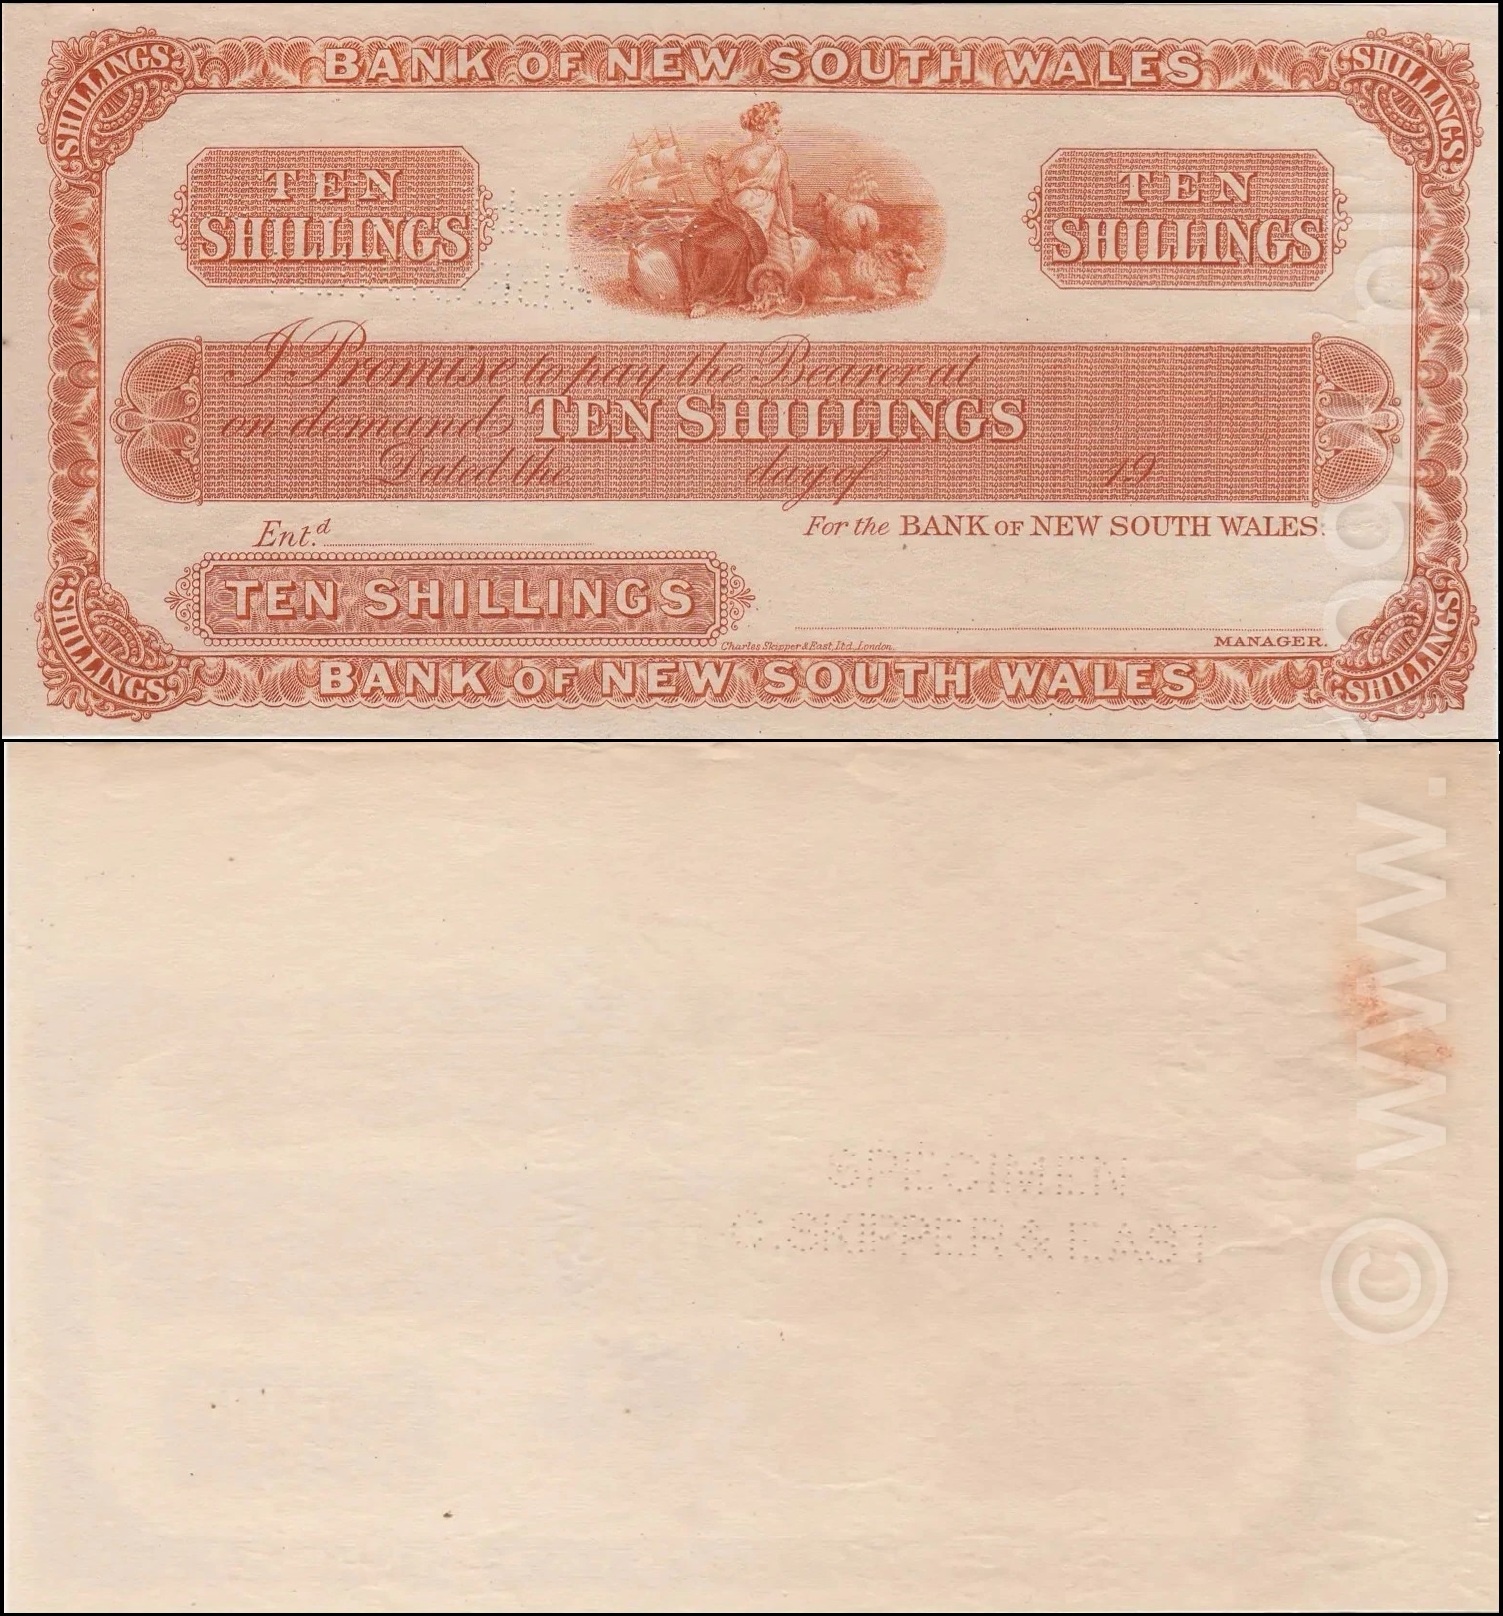 BANK OF NEW SOUTH WALES
SHILLINGS
SHILLINGS
TEN
SHILLINGS
TEN
SHILLINGS
I Promise to pay the Bearer at
on demand TEN SHILLINGS
Dated the day of 19
Ent.d
For the BANK OF NEW SOUTH WALES.
TEN SHILLINGS
Charles Skipper & East, Ltd. London.
MANAGER.
SHILLINGS
BANK OF NEW SOUTH WALES
SHILLINGS
SPECIMEN
C. SKIPPER & EAST